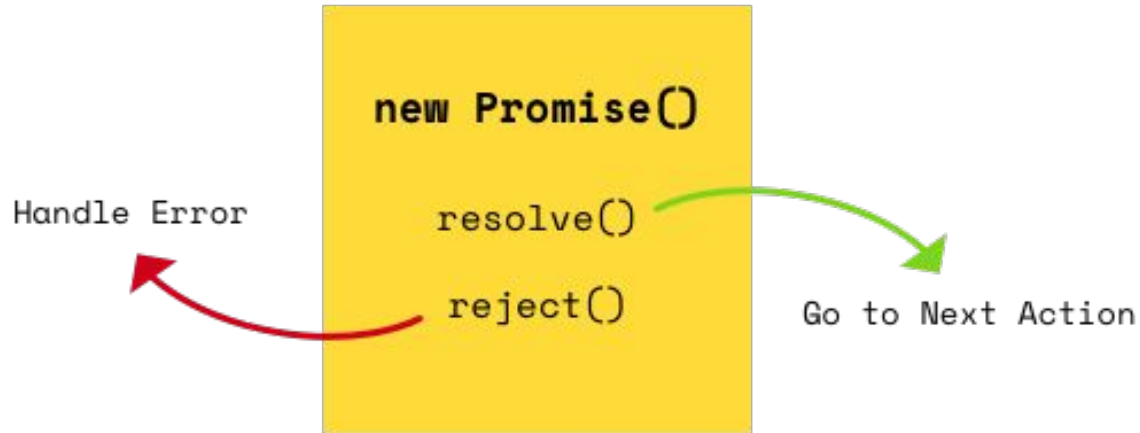 new Promise()
Handle Error
resolve()
reject()
Go to Next Action